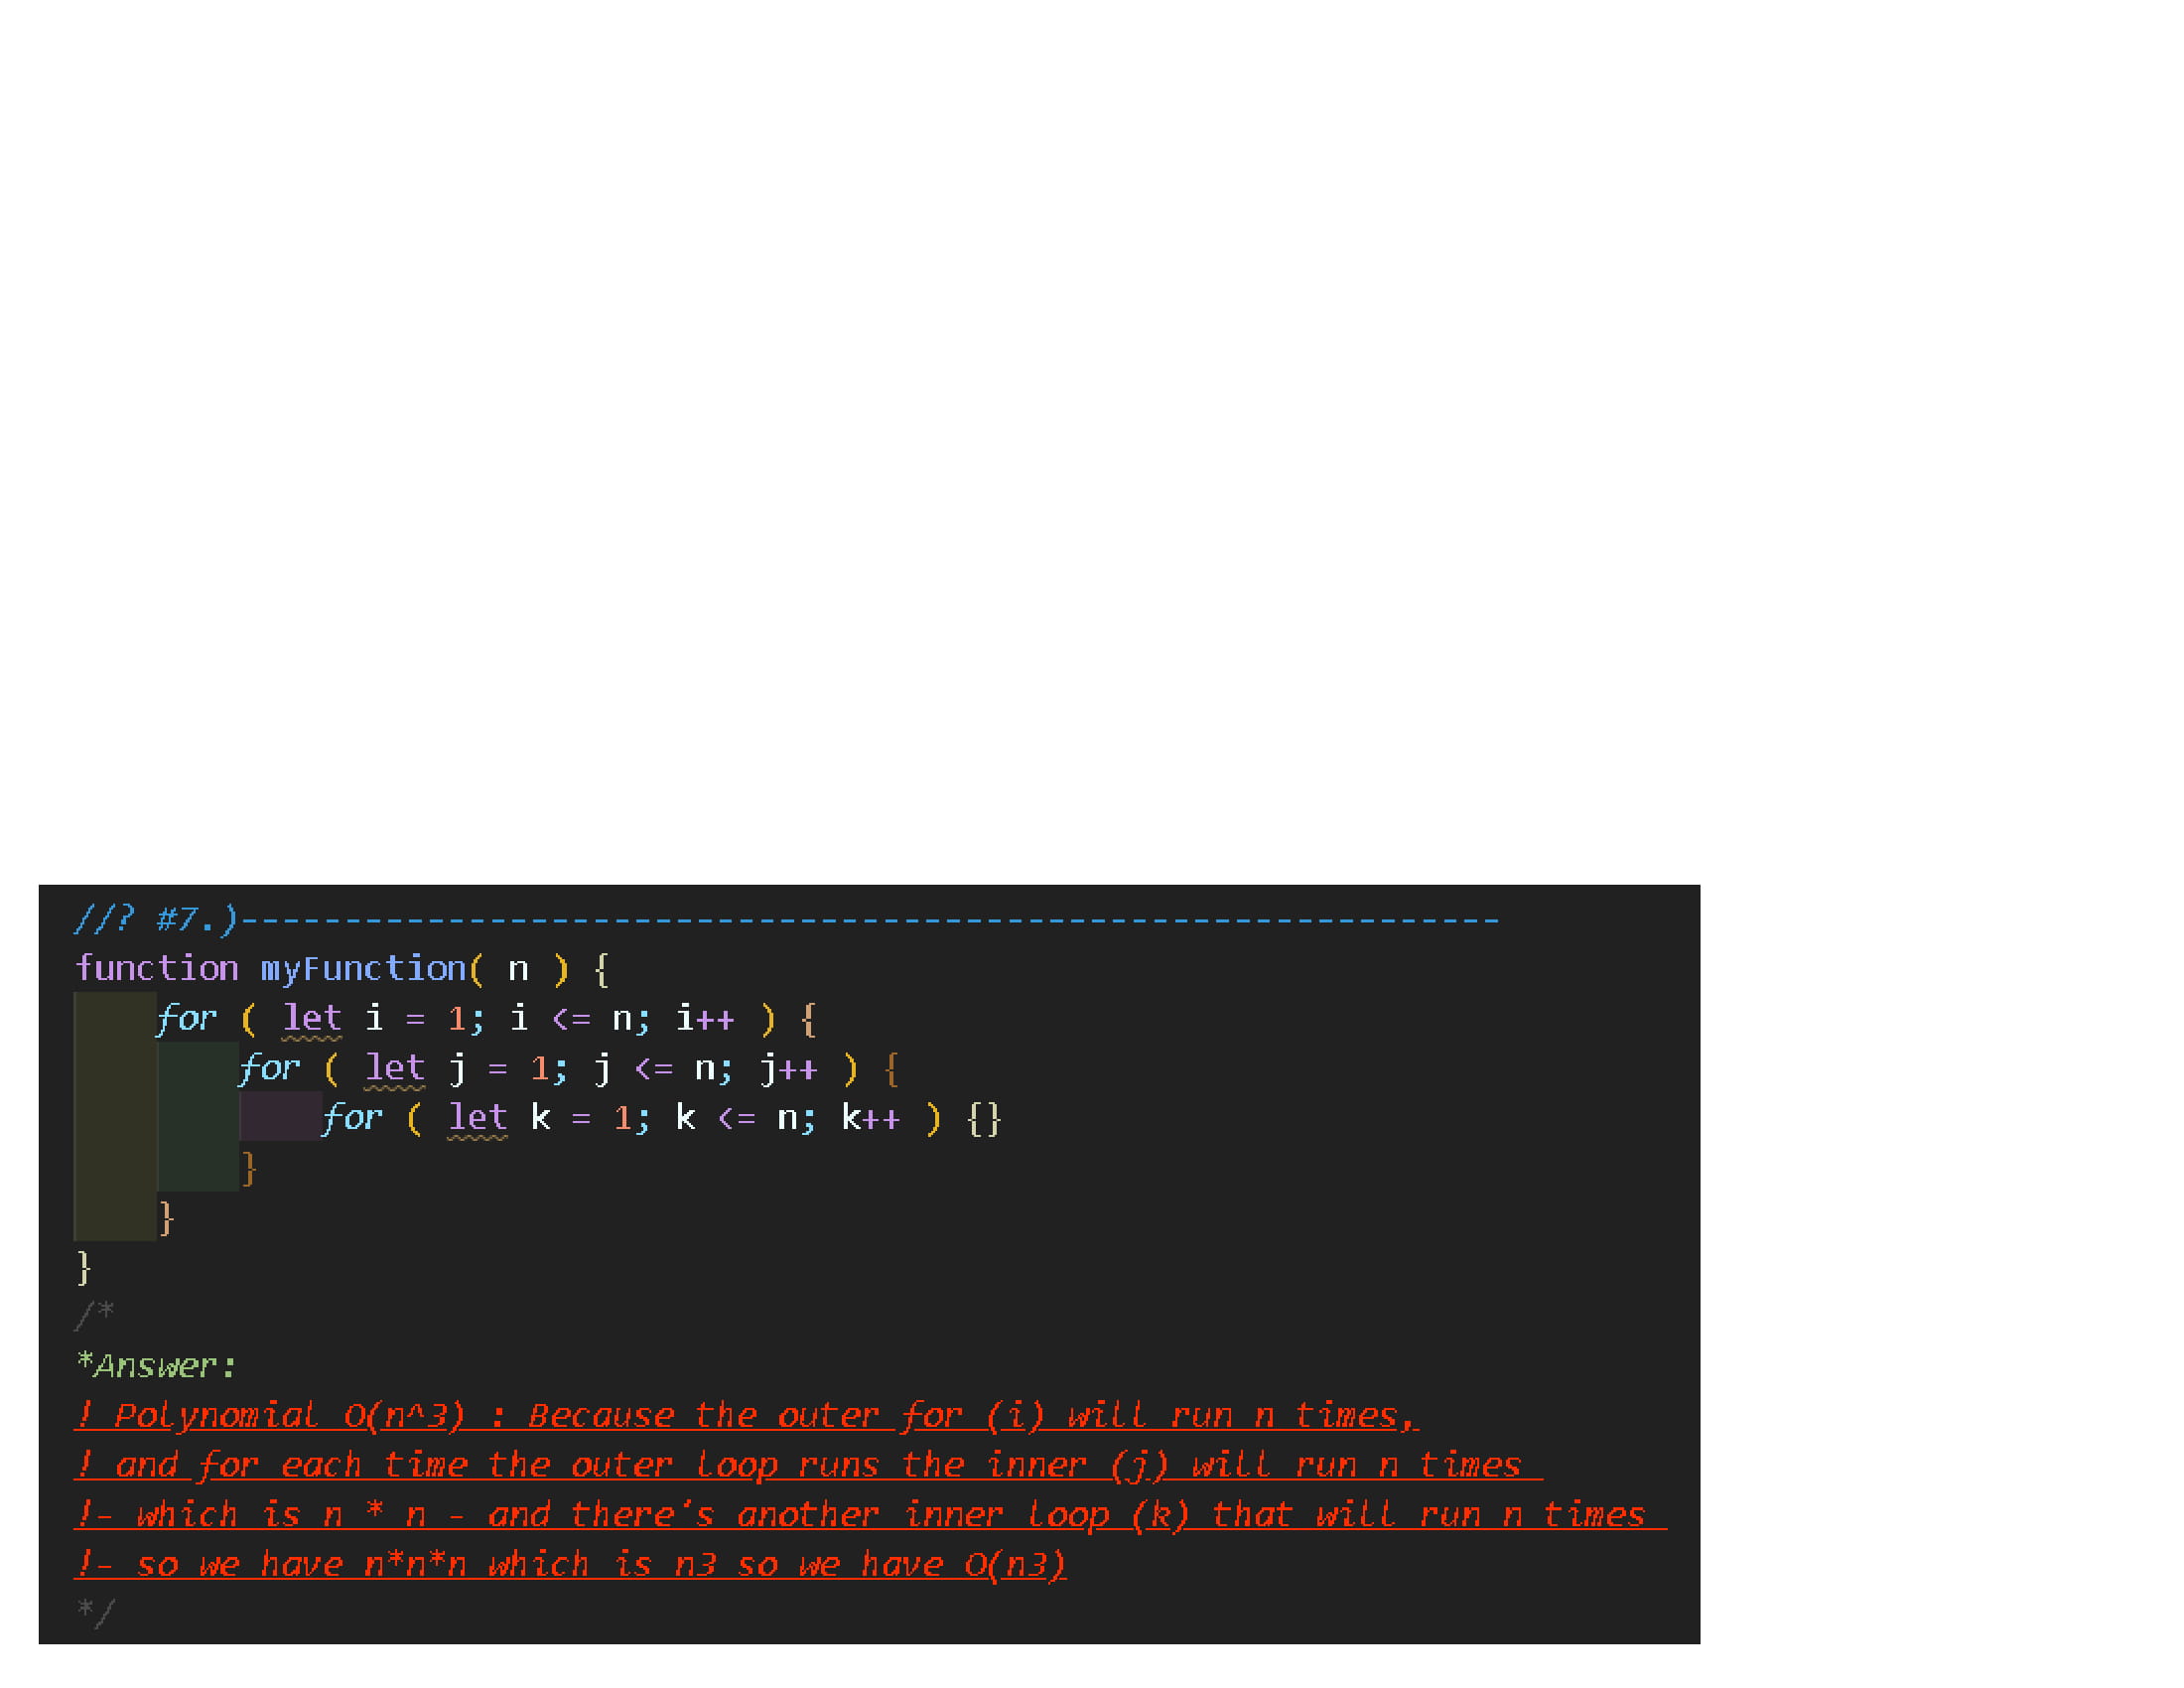 //? #7.)-------------------------------------------------------------
function myFunction( n ) {
for ( let i = 1; i <= n; i++ ) {
for ( let j = 1; j <= n; j++ ) {
for ( let k = 1; k <= n; k++ ) {}
}
}
}
/*
*Answer:
! Polynomial O(n^3) : Because the outer for (i) will run n times,
! and for each time the outer loop runs the inner (j) will run n times
!- which is n * n - and there's another inner loop (k) that will run n times
!- so we have n*n*n which is n3 so we have O(n3)
*/